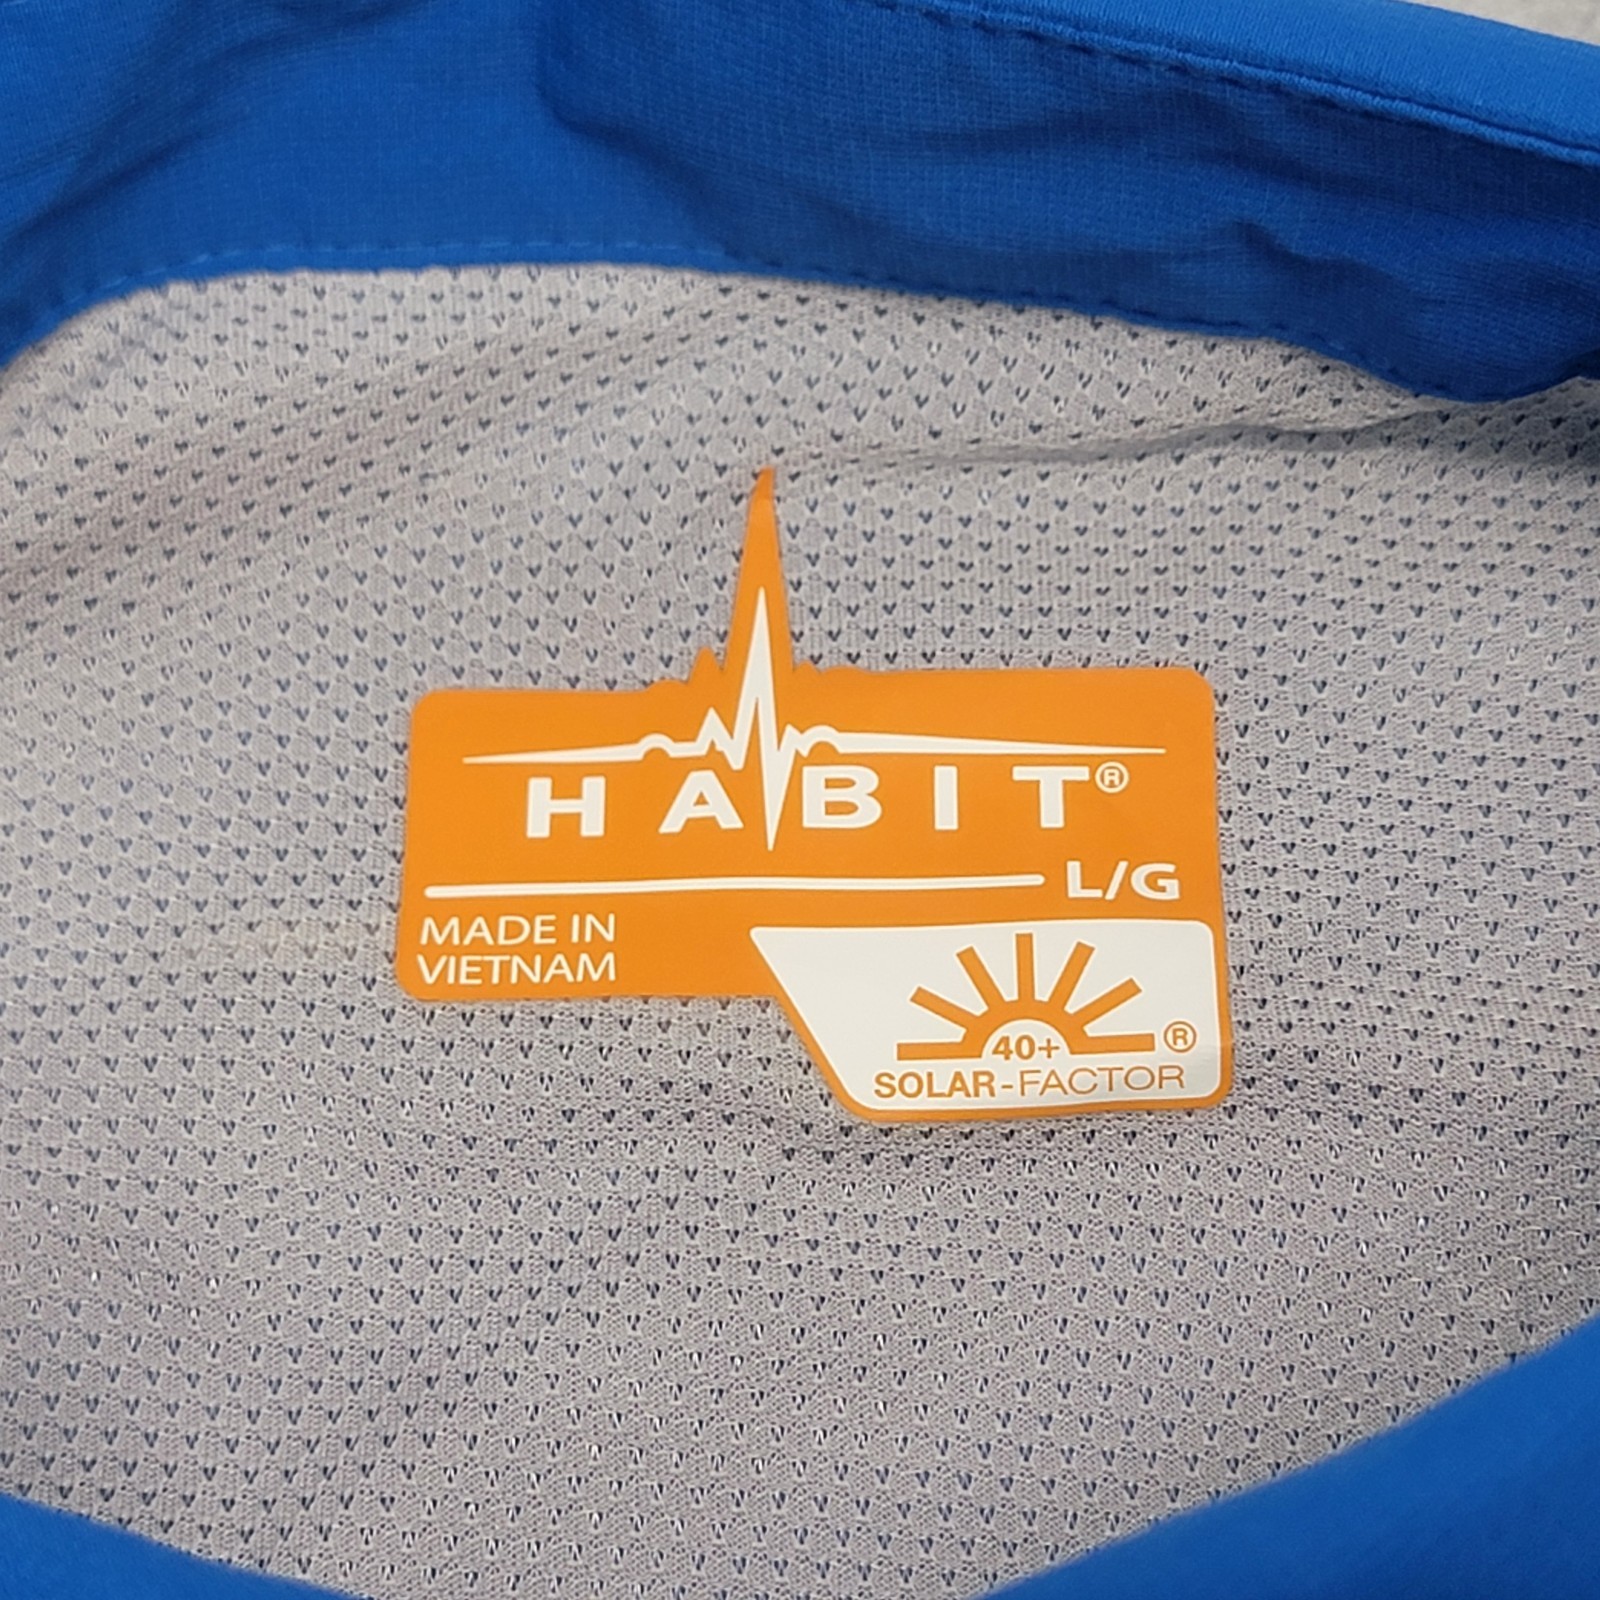 HABIT®
L/G
MADE IN
VIETNAM
40+ ®
SOLAR-FACTOR